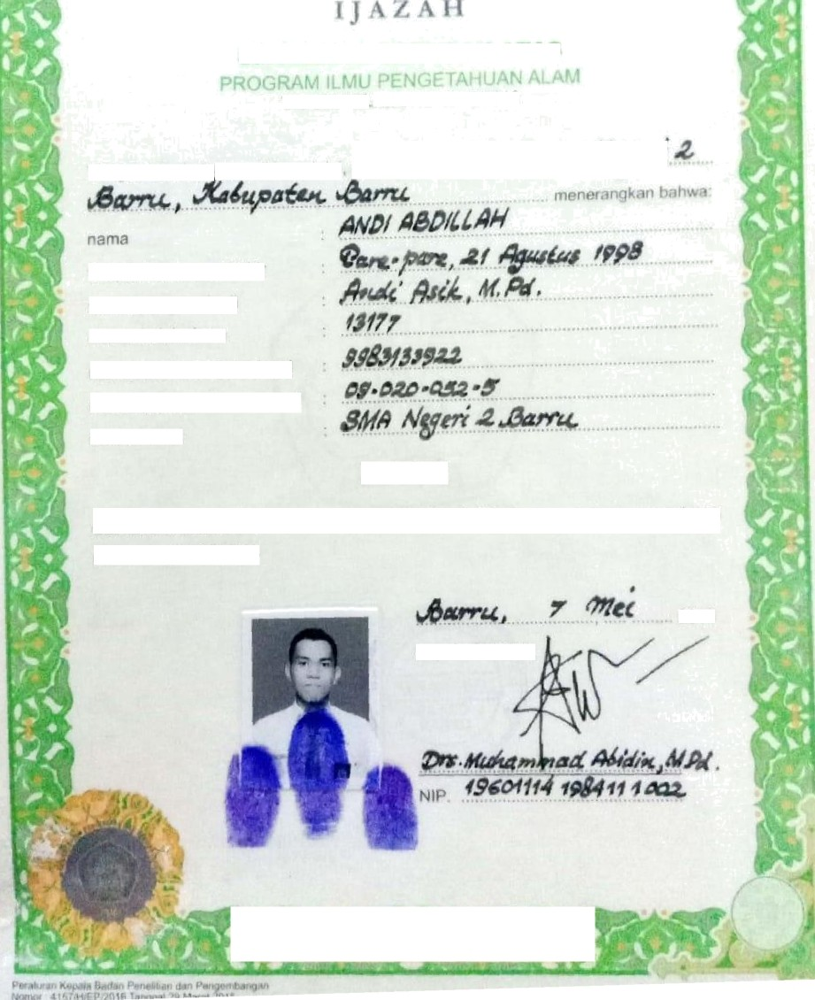 IJAZAH
PROGRAM ILMU PENGETAHUAN ALAM
2
Barru, Kabupaten Barru menerangkan bahwa:
nama : ANDI ABDILLAH
: Pare-pare, 21 Agustus 1998
: Andi Asik, M.Pd.
: 13177
: 9983133922
: 09-020-052-5
: SMA Negeri 2 Barru
Barru, 7 Mei
Drs. Muhammad Abidin, M.Pd.
NIP. 19601114 198411 1 002
Peraturan Kepala Badan Penelitian dan Pengembangan
Nomor : 4157/H/EP/2016 Tanggal 29 Maret 2016